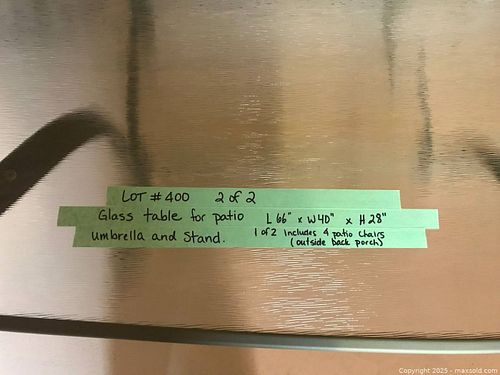 LOT #400 2 of 2
Glass table for patio L 66" x W 40" x H 28"
umbrella and Stand. 1 of 2 includes 4 patio chairs
(outside back porch)
Copyright 2025 - maxsold.com